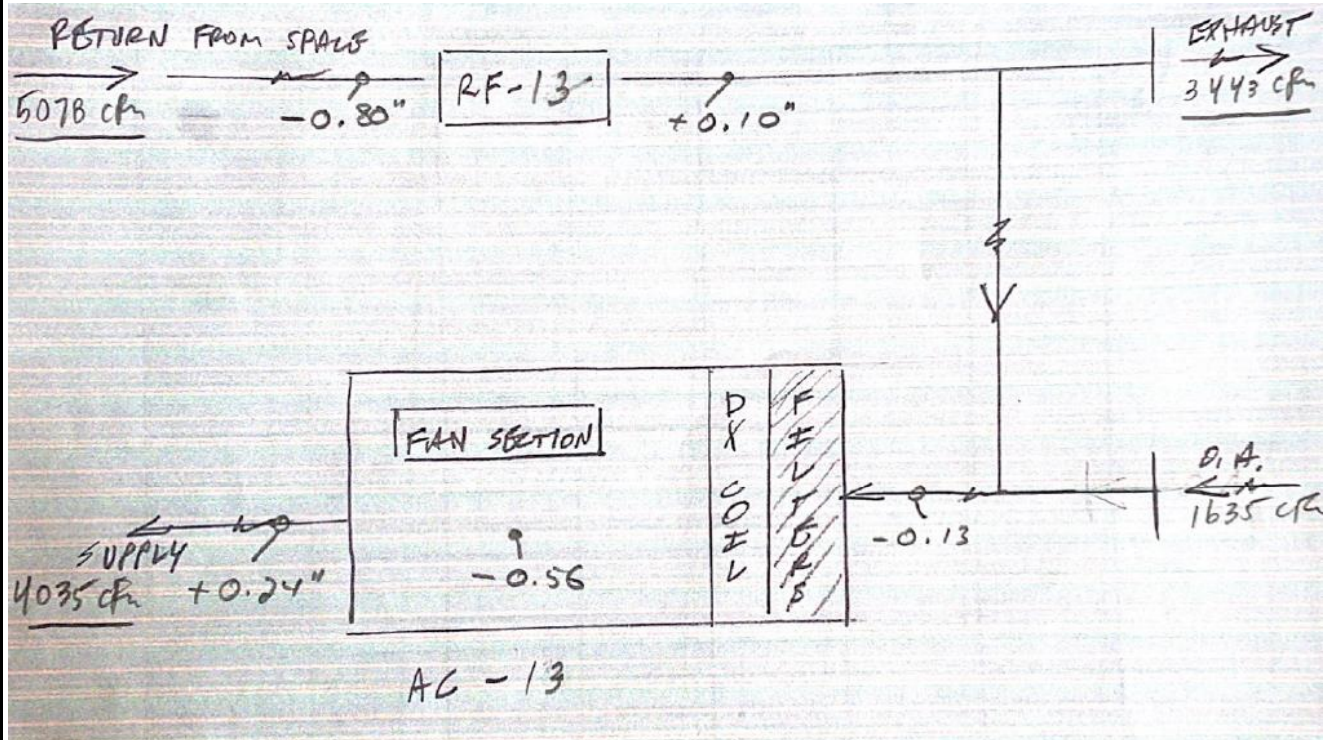 RETURN FROM SPACE
5078 cfm
-0.80"
RF-13
+0.10"
EXHAUST
3443 cfm
FAN SECTION
DX COIL
FILTERS
O.A.
1635 cfm
-0.13
-0.56
SUPPLY
4035 cfm
+0.24"
AC-13